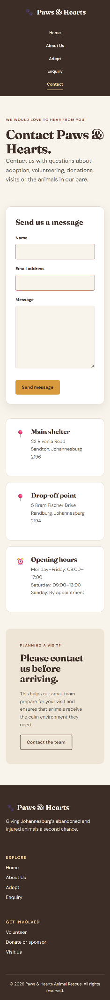 Paws & Hearts
Home
About Us
Adopt
Enquiry
Contact
WE WOULD LOVE TO HEAR FROM YOU
Contact Paws &
Hearts.
Contact us with questions about
adoption, volunteering, donations,
visits or the animals in our care.
Send us a message
Name
Email address
Message
Send message
Main shelter
22 Rivonia Road
Sandton, Johannesburg
2196
Drop-off point
5 Bram Fischer Drive
Randburg, Johannesburg
2194
Opening hours
Monday–Friday: 08:00–
17:00
Saturday: 09:00–13:00
Sunday: By appointment
PLANNING A VISIT?
Please contact
us before
arriving.
This helps our small team
prepare for your visit and
ensures that animals receive
the calm environment they
need.
Contact the team
Paws & Hearts
Giving Johannesburg's abandoned and
injured animals a second chance.
EXPLORE
Home
About Us
Adopt
Enquiry
GET INVOLVED
Volunteer
Donate or sponsor
Visit us
© 2026 Paws & Hearts Animal Rescue. All rights
reserved.